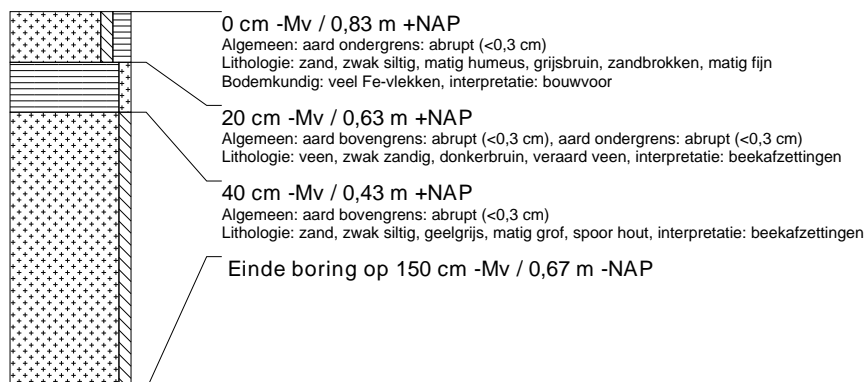 0 cm -Mv / 0,83 m +NAP
Algemeen: aard ondergrens: abrupt (<0,3 cm)
Lithologie: zand, zwak siltig, matig humeus, grijsbruin, zandbrokken, matig fijn
Bodemkundig: veel Fe-vlekken, interpretatie: bouwvoor
20 cm -Mv / 0,63 m +NAP
Algemeen: aard bovengrens: abrupt (<0,3 cm), aard ondergrens: abrupt (<0,3 cm)
Lithologie: veen, zwak zandig, donkerbruin, veraard veen, interpretatie: beekafzettingen
40 cm -Mv / 0,43 m +NAP
Algemeen: aard bovengrens: abrupt (<0,3 cm)
Lithologie: zand, zwak siltig, geelgrijs, matig grof, spoor hout, interpretatie: beekafzettingen
Einde boring op 150 cm -Mv / 0,67 m -NAP